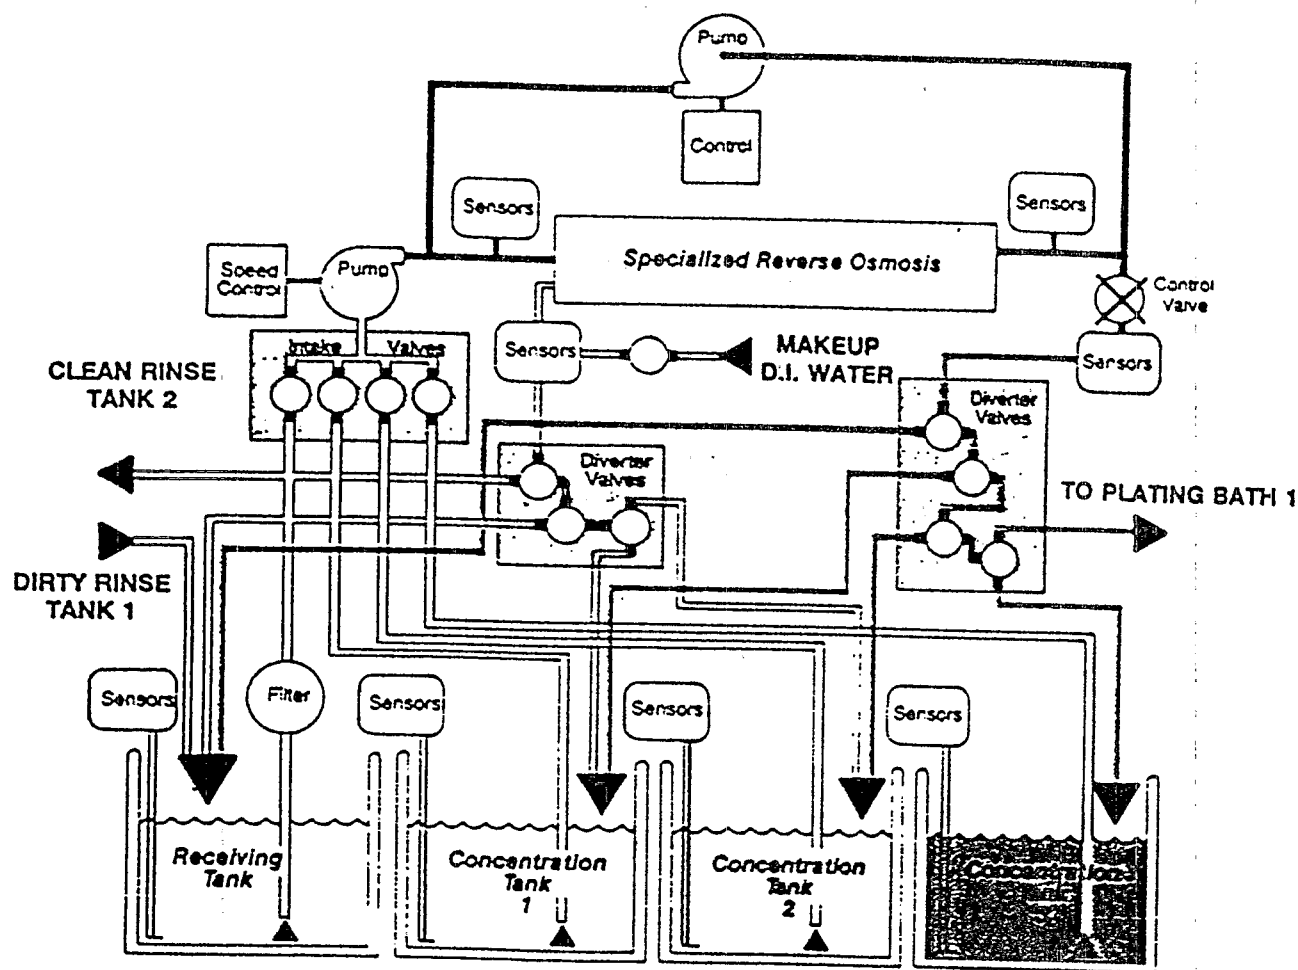 Pump
Control
Sensors
Sensors
Specialized Reverse Osmosis
Speed
Control
Pump
Control
Valve
Intake Valves
Sensors
MAKEUP
D.I. WATER
Sensors
CLEAN RINSE
TANK 2
Diverter
Valves
Diverter
Valves
TO PLATING BATH 1
DIRTY RINSE
TANK 1
Sensors
Filter
Sensors
Sensors
Sensors
Receiving
Tank
Concentration
Tank
1
Concentration
Tank
2
Concentration
Tank